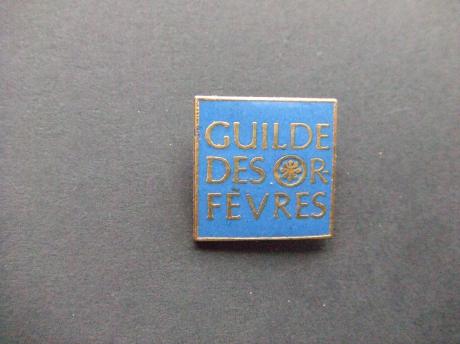 GUILDE
DES OR-
FÈVRES